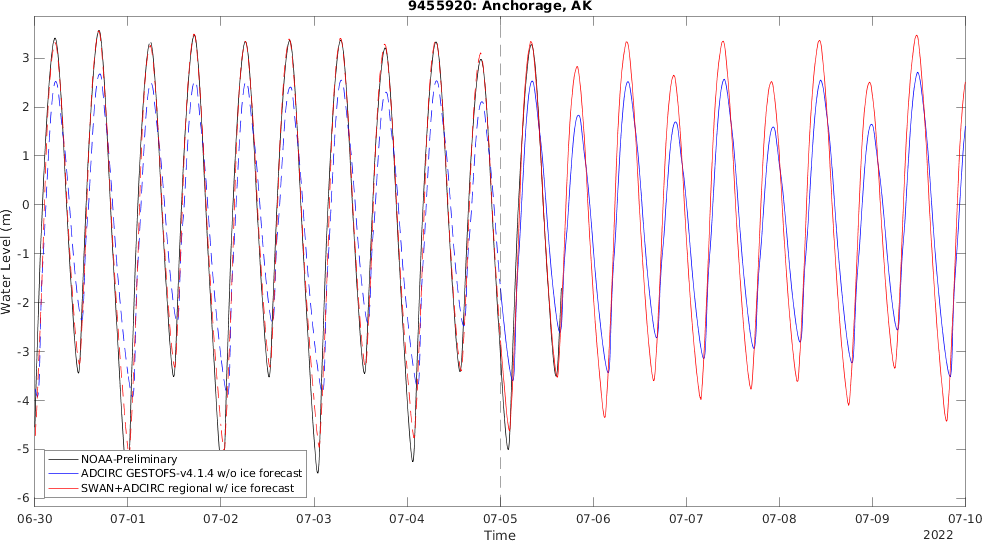 9455920: Anchorage, AK
Water Level (m)
3
2
1
0
-1
-2
-3
-4
-5
-6
NOAA-Preliminary
ADCIRC GESTOFS-v4.1.4 w/o ice forecast
SWAN+ADCIRC regional w/ ice forecast
06-30 07-01 07-02 07-03 07-04 07-05 07-06 07-07 07-08 07-09 07-10
Time
2022